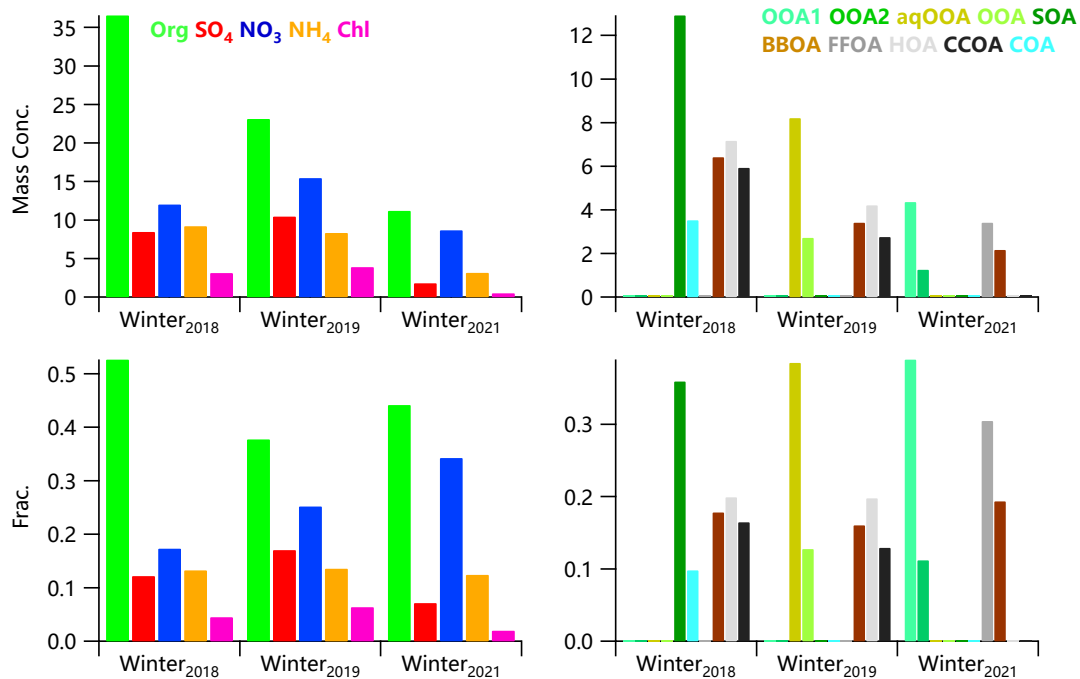 Org SO₄ NO₃ NH₄ Chl
35
30
25
20
15
10
5
0
Mass Conc.
Winter₂₀₁₈ Winter₂₀₁₉ Winter₂₀₂₁
OOA1 OOA2 aqOOA OOA SOA
BBOA FFOA HOA CCOA COA
12
10
8
6
4
2
0
Winter₂₀₁₈ Winter₂₀₁₉ Winter₂₀₂₁
0.5
0.4
0.3
0.2
0.1
0.0
Frac.
Winter₂₀₁₈ Winter₂₀₁₉ Winter₂₀₂₁
0.3
0.2
0.1
0.0
Winter₂₀₁₈ Winter₂₀₁₉ Winter₂₀₂₁